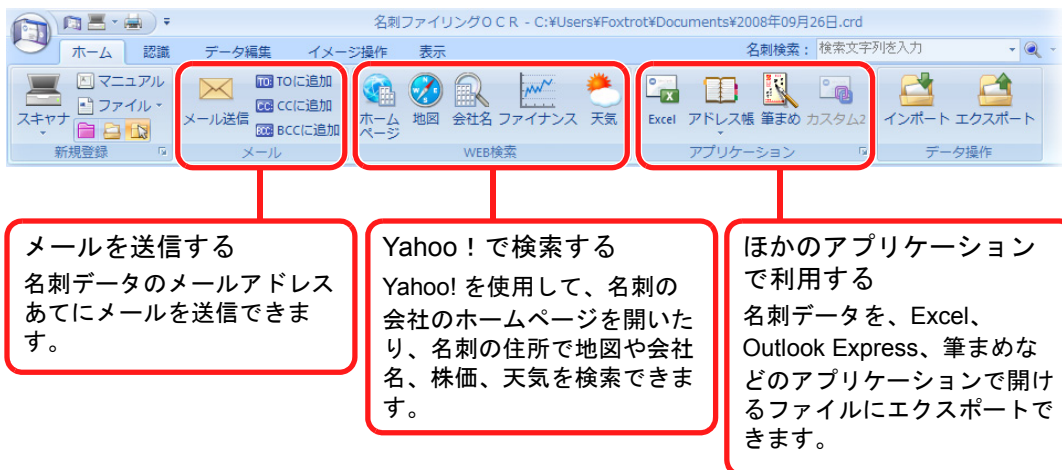 名刺ファイリングＯＣＲ - C:¥Users¥Foxtrot¥Documents¥2008年09月26日.crd
ホーム 認識 データ編集 イメージ操作 表示 名刺検索： 検索文字列を入力
スキャナ マニュアル ファイル
新規登録
メール送信 TOに追加 CCに追加 BCCに追加
メール
ホームページ 地図 会社名 ファイナンス 天気
WEB検索
Excel アドレス帳 筆まめ カスタム2
アプリケーション
インポート エクスポート
データ操作
メールを送信する
名刺データのメールアドレス
あてにメールを送信できま
す。
Yahoo！で検索する
Yahoo! を使用して、名刺の
会社のホームページを開いた
り、名刺の住所で地図や会社
名、株価、天気を検索できま
す。
ほかのアプリケーション
で利用する
名刺データを、Excel、
Outlook Express、筆まめな
どのアプリケーションで開け
るファイルにエクスポートで
きます。